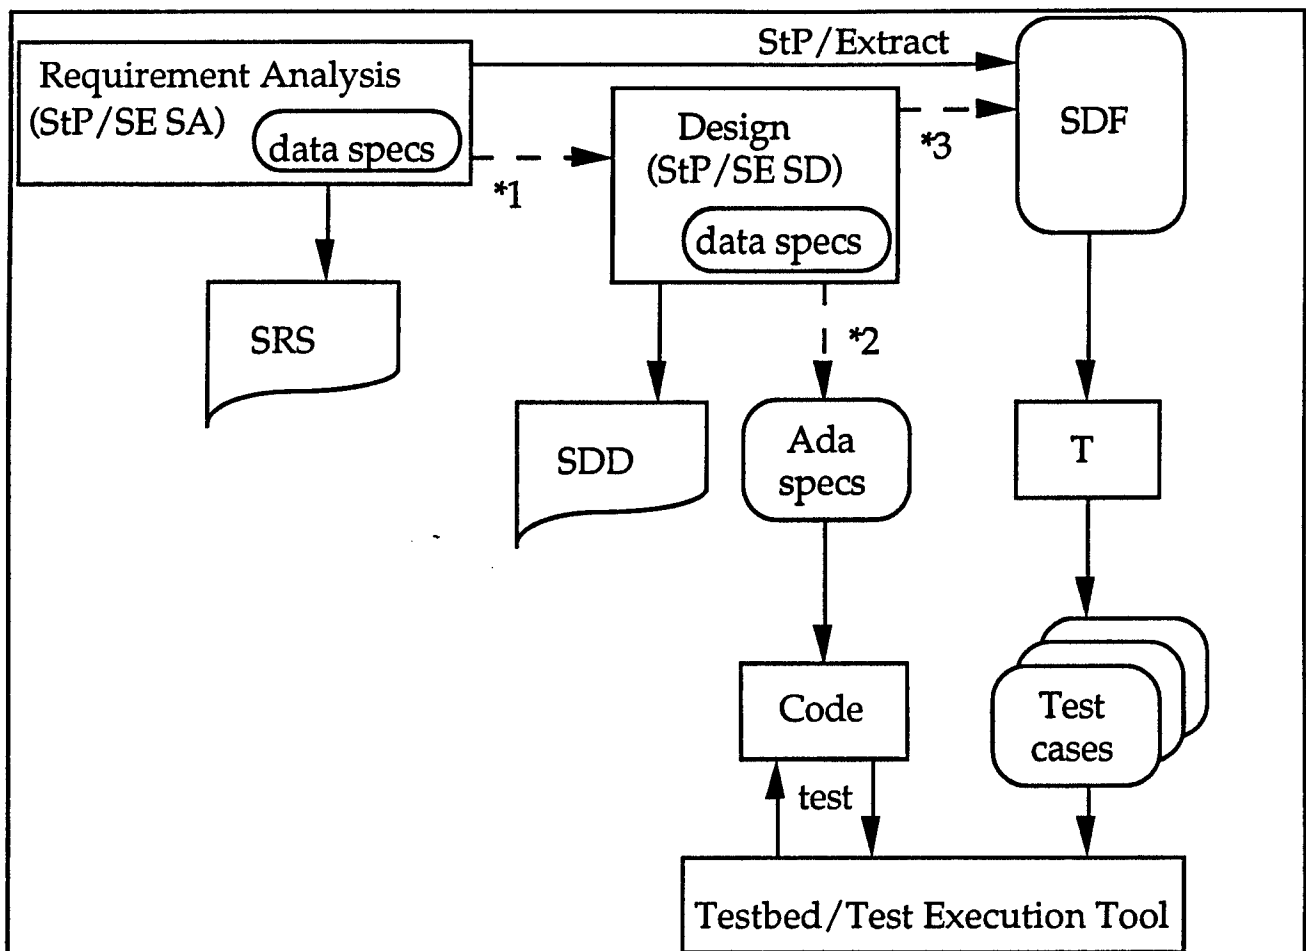 StP/Extract
Requirement Analysis
(StP/SE SA)
data specs
*1
Design
(StP/SE SD)
data specs
*3
SDF
SRS
*2
SDD
Ada
specs
T
Code
Test
cases
test
Testbed/Test Execution Tool